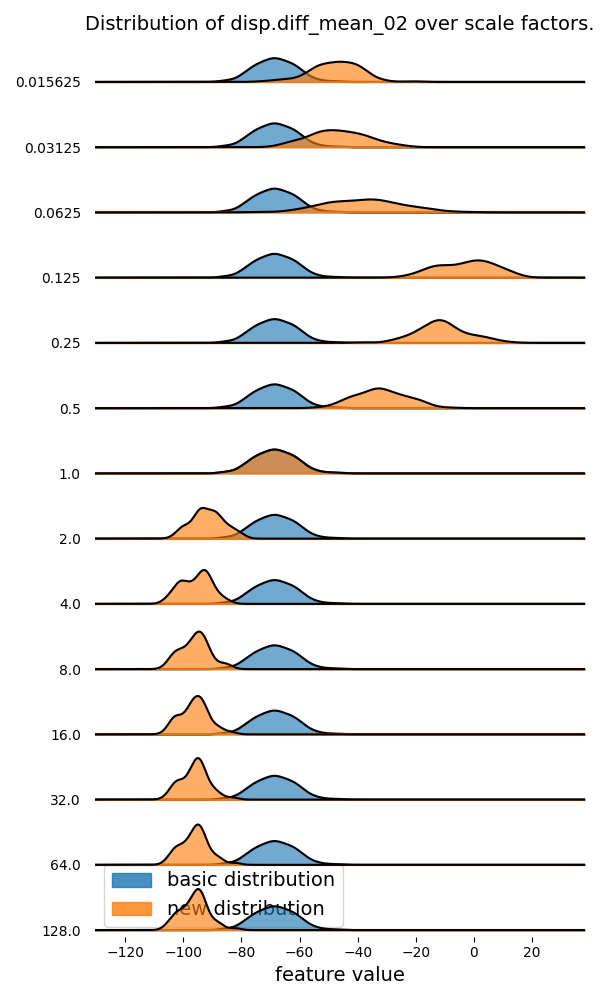 Distribution of disp.diff_mean_02 over scale factors.
0.015625
0.03125
0.0625
0.125
0.25
0.5
1.0
2.0
4.0
8.0
16.0
32.0
64.0
basic distribution
new distribution
128.0
−120 −100 −80 −60 −40 −20 0 20
feature value